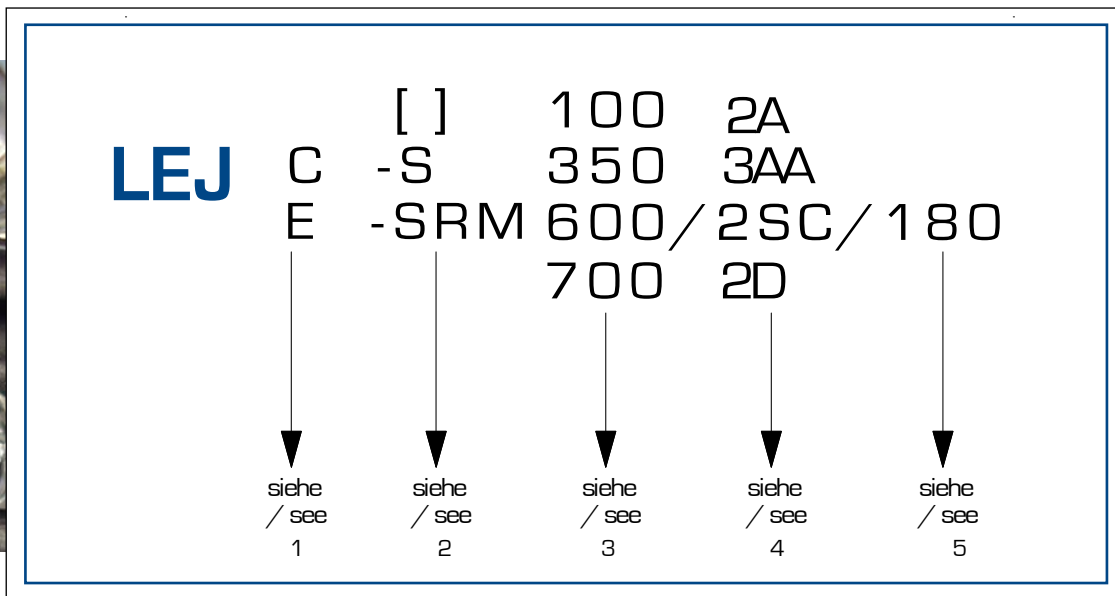 [ ] 100 2A
LEJ C -S 350 3AA
E -SRM 600/2SC/180
700 2D
siehe siehe siehe siehe siehe
/ see / see / see / see / see
1 2 3 4 5